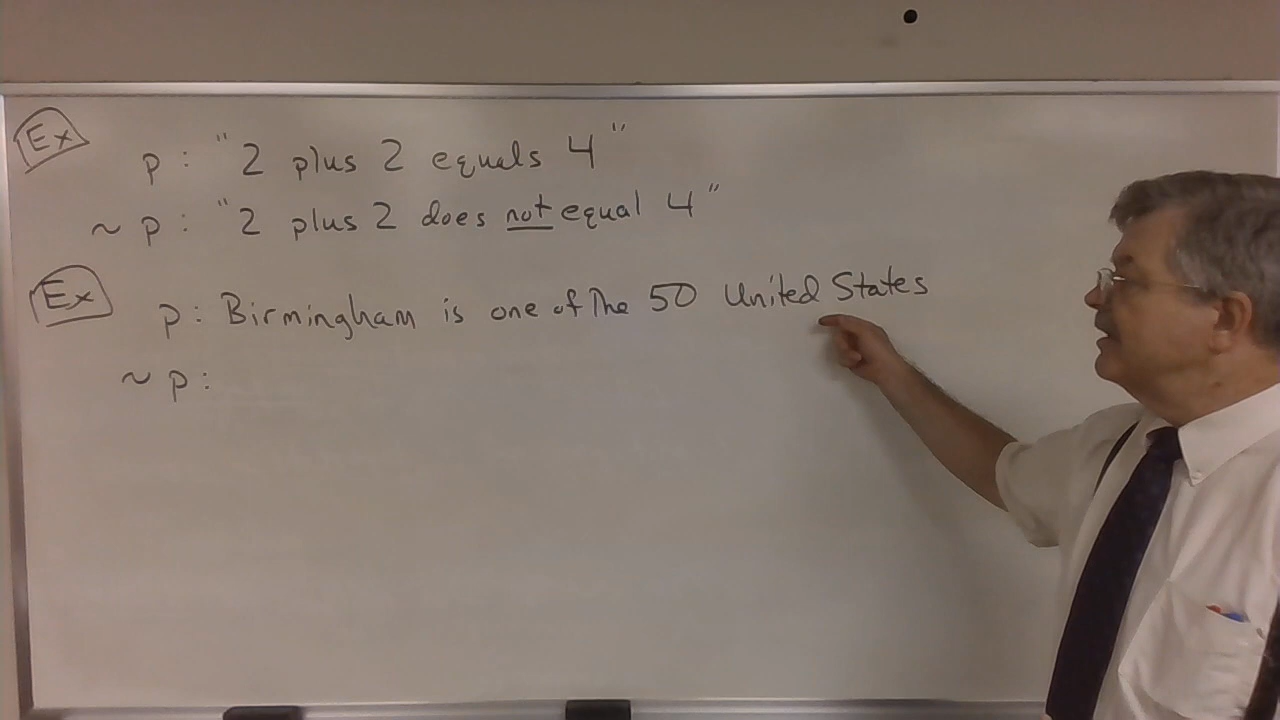 Ex
p : "2 plus 2 equals 4"
~ p : "2 plus 2 does not equal 4"
Ex
p : Birmingham is one of The 50 United States
~ p :